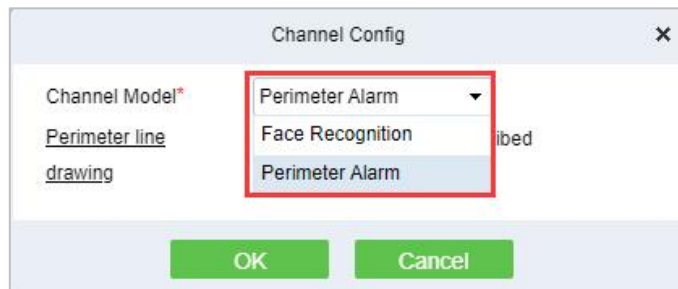 Channel Config
Channel Model* Perimeter Alarm
Perimeter line Face Recognition ibed
drawing Perimeter Alarm
OK Cancel